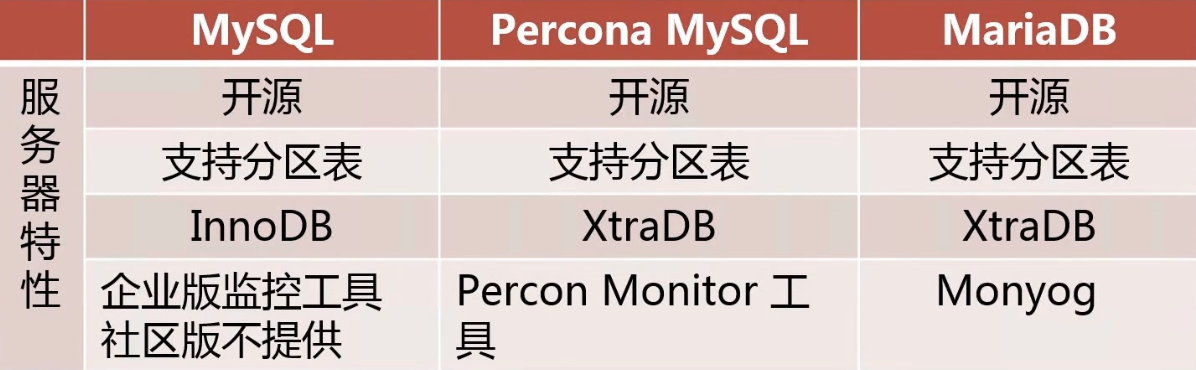 MySQL Percona MySQL MariaDB
服务器特性
开源 开源 开源
支持分区表 支持分区表 支持分区表
InnoDB XtraDB XtraDB
企业版监控工具 Percon Monitor 工 Monyog
社区版不提供 具